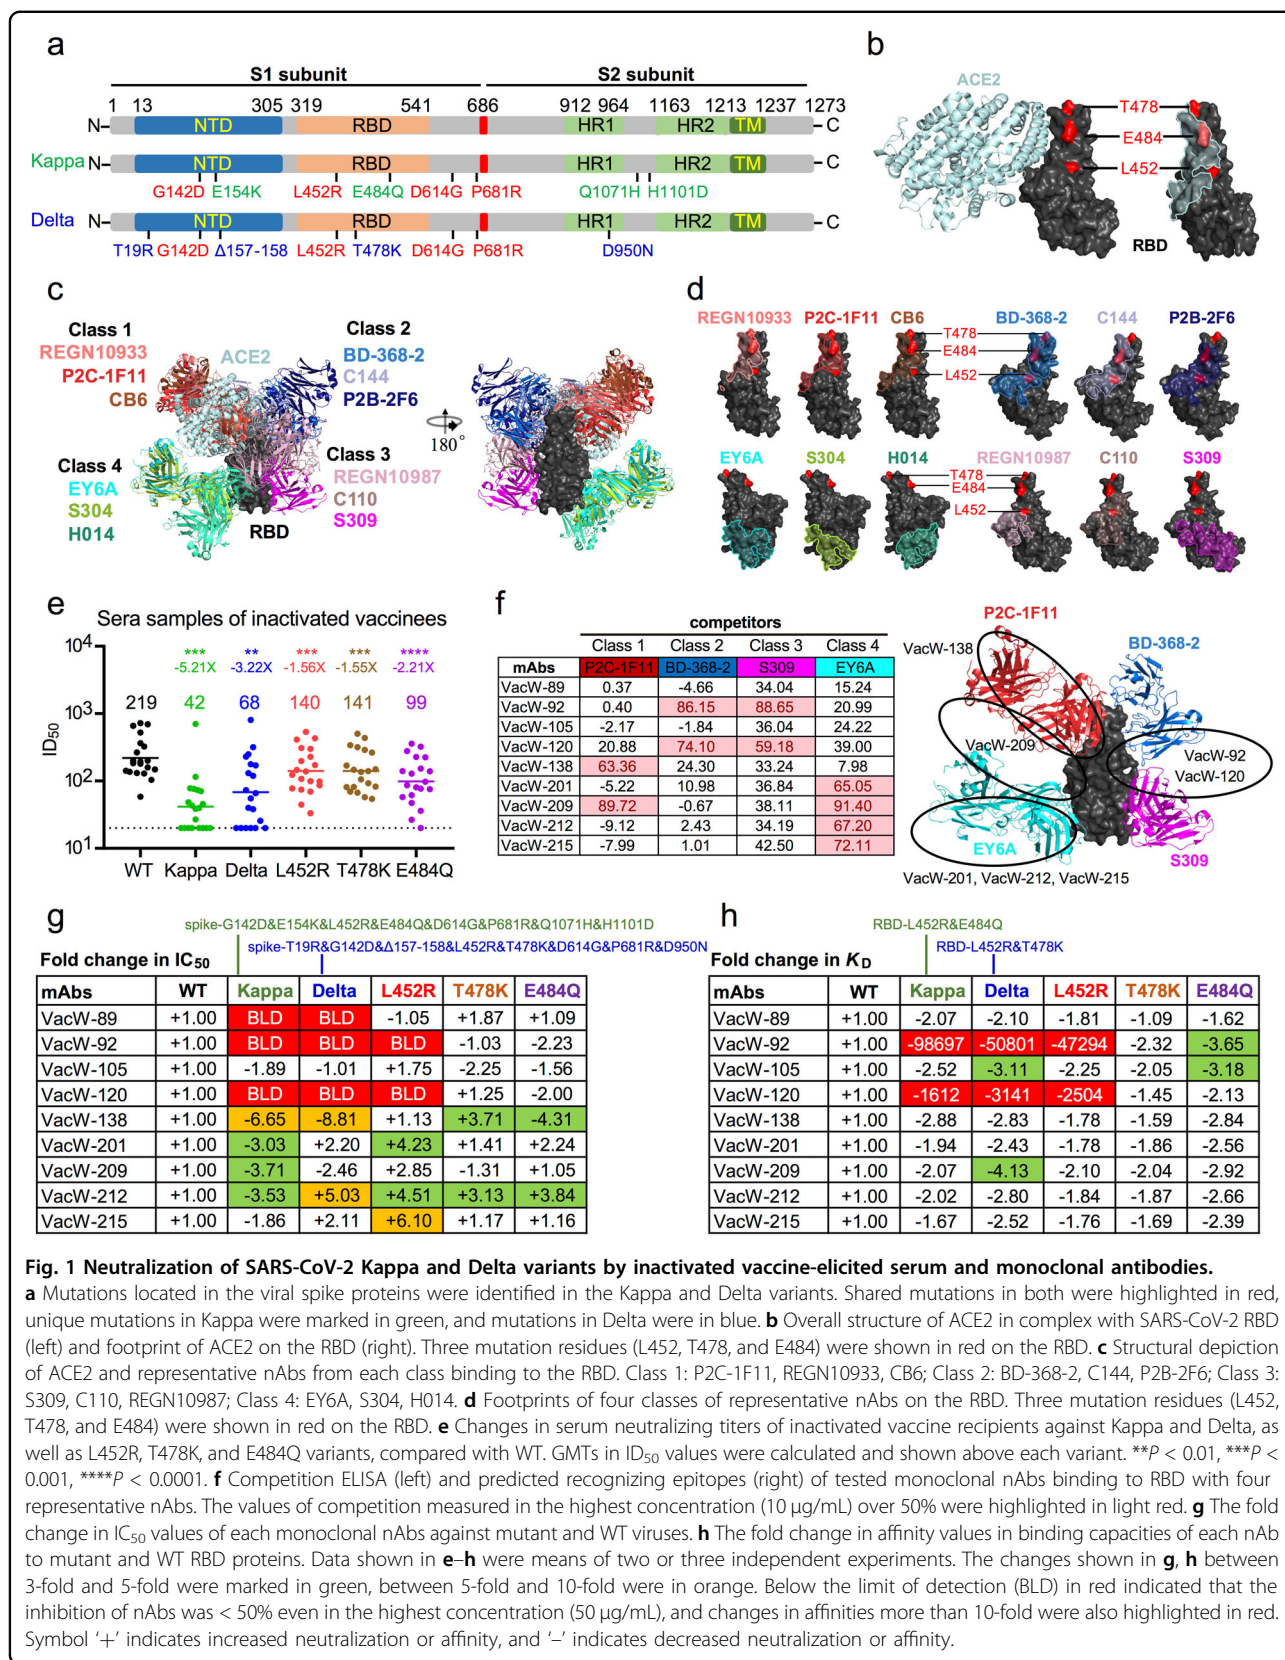 a
S1 subunit S2 subunit
1 13 305 319 541 686 912 964 1163 1213 1237 1273
N NTD RBD HR1 HR2 TM C
Kappa N NTD RBD HR1 HR2 TM C
G142D E154K L452R E484Q D614G P681R Q1071H H1101D
Delta N NTD RBD HR1 HR2 TM C
T19R G142D Δ157-158 L452R T478K D614G P681R D950N
b
ACE2
T478
E484
L452
RBD
c
Class 1
REGN10933
P2C-1F11
CB6
ACE2
Class 2
BD-368-2
C144
P2B-2F6
180°
Class 4
EY6A
S304
H014
RBD
Class 3
REGN10987
C110
S309
d
REGN10933 P2C-1F11 CB6 BD-368-2 C144 P2B-2F6
T478
E484
L452
EY6A S304 H014 REGN10987 C110 S309
T478
E484
L452
e
Sera samples of inactivated vaccinees
*** ** *** *** ****
-5.21X -3.22X -1.56X -1.55X -2.21X
219 42 68 140 141 99
ID50
10⁴
10³
10²
10¹
WT Kappa Delta L452R T478K E484Q
f
competitors
Class 1 Class 2 Class 3 Class 4
mAbs P2C-1F11 BD-368-2 S309 EY6A
VacW-89 0.37 -4.66 34.04 15.24
VacW-92 0.40 86.15 88.65 20.99
VacW-105 -2.17 -1.84 36.04 24.22
VacW-120 20.88 74.10 59.18 39.00
VacW-138 63.36 24.30 33.24 7.98
VacW-201 -5.22 10.98 36.84 65.05
VacW-209 89.72 -0.67 38.11 91.40
VacW-212 -9.12 2.43 34.19 67.20
VacW-215 -7.99 1.01 42.50 72.11
P2C-1F11
VacW-138
BD-368-2
VacW-209
VacW-92
VacW-120
EY6A
S309
VacW-201, VacW-212, VacW-215
g
spike-G142D&E154K&L452R&E484Q&D614G&P681R&Q1071H&H1101D
spike-T19R&G142D&Δ157-158&L452R&T478K&D614G&P681R&D950N
Fold change in IC50
mAbs WT Kappa Delta L452R T478K E484Q
VacW-89 +1.00 BLD BLD -1.05 +1.87 +1.09
VacW-92 +1.00 BLD BLD BLD -1.03 -2.23
VacW-105 +1.00 -1.89 -1.01 +1.75 -2.25 -1.56
VacW-120 +1.00 BLD BLD BLD +1.25 -2.00
VacW-138 +1.00 -6.65 -8.81 +1.13 +3.71 -4.31
VacW-201 +1.00 -3.03 +2.20 +4.23 +1.41 +2.24
VacW-209 +1.00 -3.71 -2.46 +2.85 -1.31 +1.05
VacW-212 +1.00 -3.53 +5.03 +4.51 +3.13 +3.84
VacW-215 +1.00 -1.86 +2.11 +6.10 +1.17 +1.16
h
RBD-L452R&E484Q
RBD-L452R&T478K
Fold change in KD
mAbs WT Kappa Delta L452R T478K E484Q
VacW-89 +1.00 -2.07 -2.10 -1.81 -1.09 -1.62
VacW-92 +1.00 -98697 -50801 -47294 -2.32 -3.65
VacW-105 +1.00 -2.52 -3.11 -2.25 -2.05 -3.18
VacW-120 +1.00 -1612 -3141 -2504 -1.45 -2.13
VacW-138 +1.00 -2.88 -2.83 -1.78 -1.59 -2.84
VacW-201 +1.00 -1.94 -2.43 -1.78 -1.86 -2.56
VacW-209 +1.00 -2.07 -4.13 -2.10 -2.04 -2.92
VacW-212 +1.00 -2.02 -2.80 -1.84 -1.87 -2.66
VacW-215 +1.00 -1.67 -2.52 -1.76 -1.69 -2.39
Fig. 1 Neutralization of SARS-CoV-2 Kappa and Delta variants by inactivated vaccine-elicited serum and monoclonal antibodies.
a Mutations located in the viral spike proteins were identified in the Kappa and Delta variants. Shared mutations in both were highlighted in red,
unique mutations in Kappa were marked in green, and mutations in Delta were in blue. b Overall structure of ACE2 in complex with SARS-CoV-2 RBD
(left) and footprint of ACE2 on the RBD (right). Three mutation residues (L452, T478, and E484) were shown in red on the RBD. c Structural depiction
of ACE2 and representative nAbs from each class binding to the RBD. Class 1: P2C-1F11, REGN10933, CB6; Class 2: BD-368-2, C144, P2B-2F6; Class 3:
S309, C110, REGN10987; Class 4: EY6A, S304, H014. d Footprints of four classes of representative nAbs on the RBD. Three mutation residues (L452,
T478, and E484) were shown in red on the RBD. e Changes in serum neutralizing titers of inactivated vaccine recipients against Kappa and Delta, as
well as L452R, T478K, and E484Q variants, compared with WT. GMTs in ID50 values were calculated and shown above each variant. **P < 0.01, ***P <
0.001, ****P < 0.0001. f Competition ELISA (left) and predicted recognizing epitopes (right) of tested monoclonal nAbs binding to RBD with four
representative nAbs. The values of competition measured in the highest concentration (10 μg/mL) over 50% were highlighted in light red. g The fold
change in IC50 values of each monoclonal nAbs against mutant and WT viruses. h The fold change in affinity values in binding capacities of each nAb
to mutant and WT RBD proteins. Data shown in e–h were means of two or three independent experiments. The changes shown in g, h between
3-fold and 5-fold were marked in green, between 5-fold and 10-fold were in orange. Below the limit of detection (BLD) in red indicated that the
inhibition of nAbs was < 50% even in the highest concentration (50 μg/mL), and changes in affinities more than 10-fold were also highlighted in red.
Symbol ‘+’ indicates increased neutralization or affinity, and ‘–’ indicates decreased neutralization or affinity.